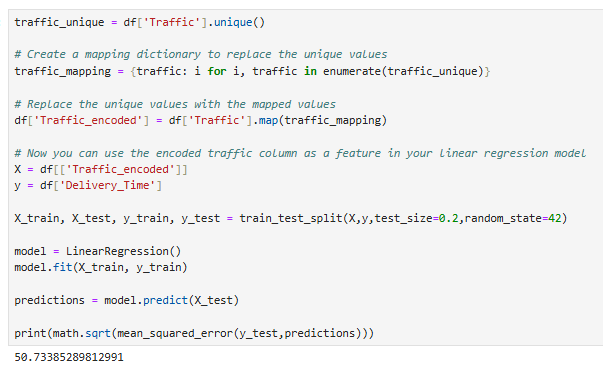 traffic_unique = df['Traffic'].unique()
# Create a mapping dictionary to replace the unique values
traffic_mapping = {traffic: i for i, traffic in enumerate(traffic_unique)}
# Replace the unique values with the mapped values
df['Traffic_encoded'] = df['Traffic'].map(traffic_mapping)
# Now you can use the encoded traffic column as a feature in your linear regression model
X = df[['Traffic_encoded']]
y = df['Delivery_Time']
X_train, X_test, y_train, y_test = train_test_split(X,y,test_size=0.2,random_state=42)
model = LinearRegression()
model.fit(X_train, y_train)
predictions = model.predict(X_test)
print(math.sqrt(mean_squared_error(y_test,predictions)))
50.73385289812991